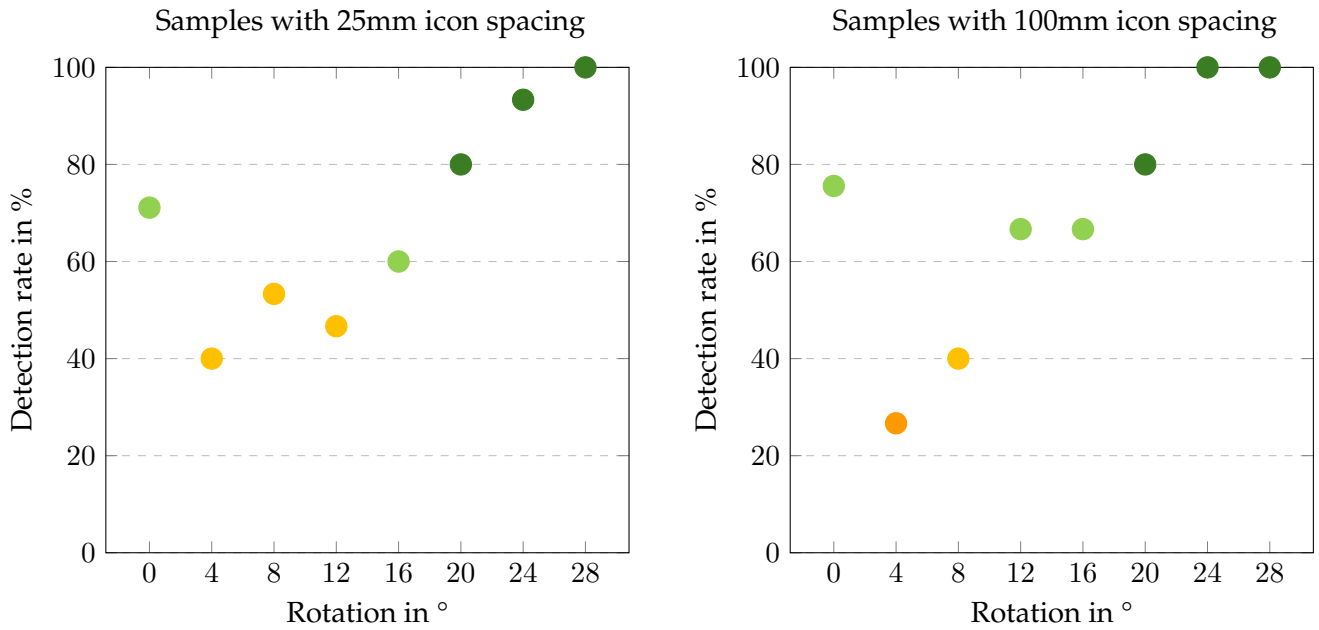 Samples with 25mm icon spacing
100
80
60
40
20
0
Detection rate in %
0 4 8 12 16 20 24 28
Rotation in °
Samples with 100mm icon spacing
100
80
60
40
20
0
Detection rate in %
0 4 8 12 16 20 24 28
Rotation in °